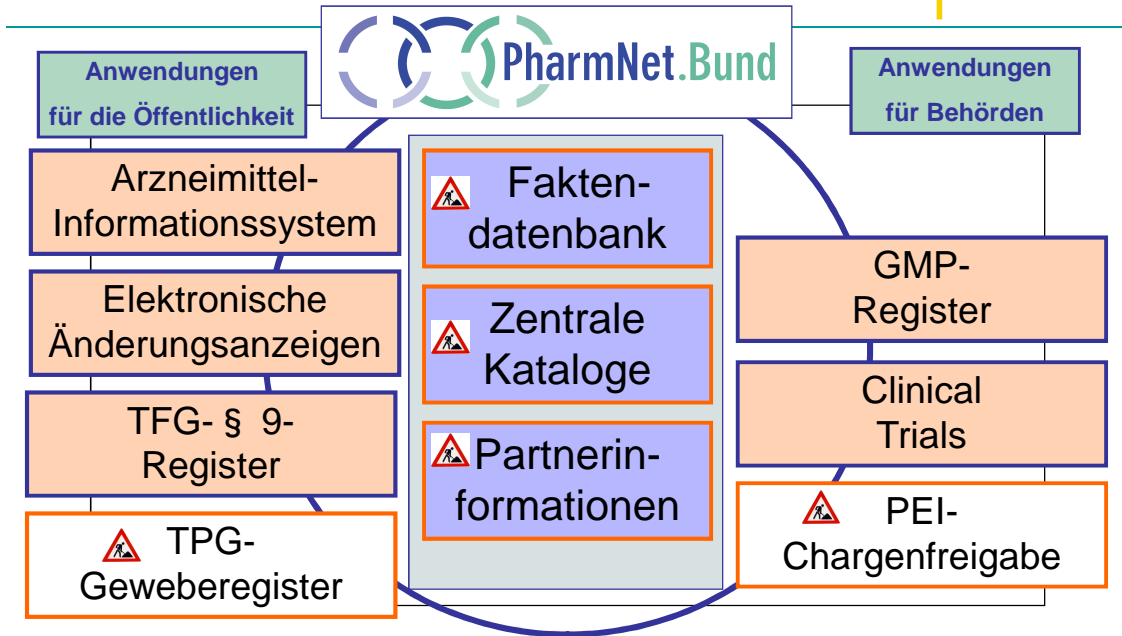 PharmNet.Bund
Anwendungen
für die Öffentlichkeit
Arzneimittel-
Informationssystem
Elektronische
Änderungsanzeigen
TFG- § 9-
Register
TPG-
Geweberegister
Fakten-
datenbank
Zentrale
Kataloge
Partnerin-
formationen
Anwendungen
für Behörden
GMP-
Register
Clinical
Trials
PEI-
Chargenfreigabe